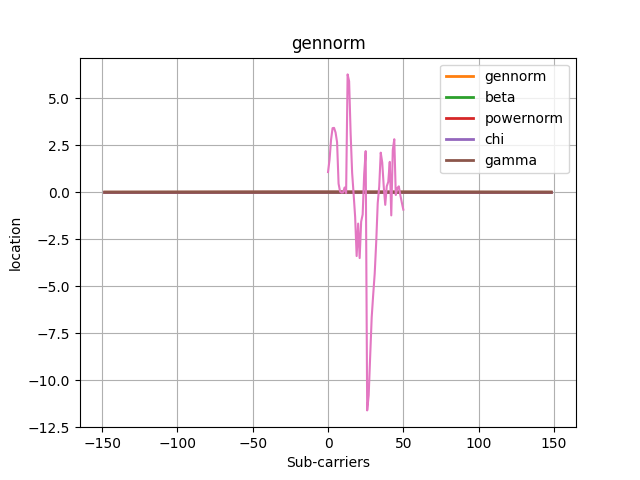 gennorm
gennorm
beta
powernorm
chi
gamma
5.0
2.5
0.0
−2.5
−5.0
−7.5
−10.0
−12.5
location
−150
−100
−50
0
50
100
150
Sub-carriers